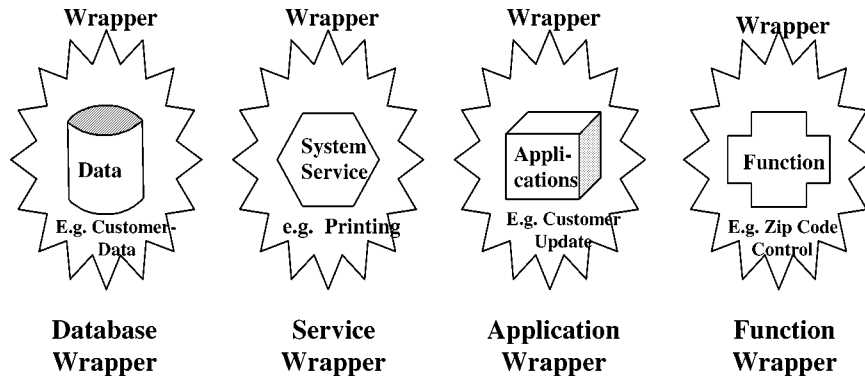 Wrapper
Wrapper
Wrapper
Wrapper
Data
System
Service
Appli-
cations
Function
E.g. Customer-
Data
e.g. Printing
E.g. Customer
Update
E.g. Zip Code
Control
Database
Wrapper
Service
Wrapper
Application
Wrapper
Function
Wrapper